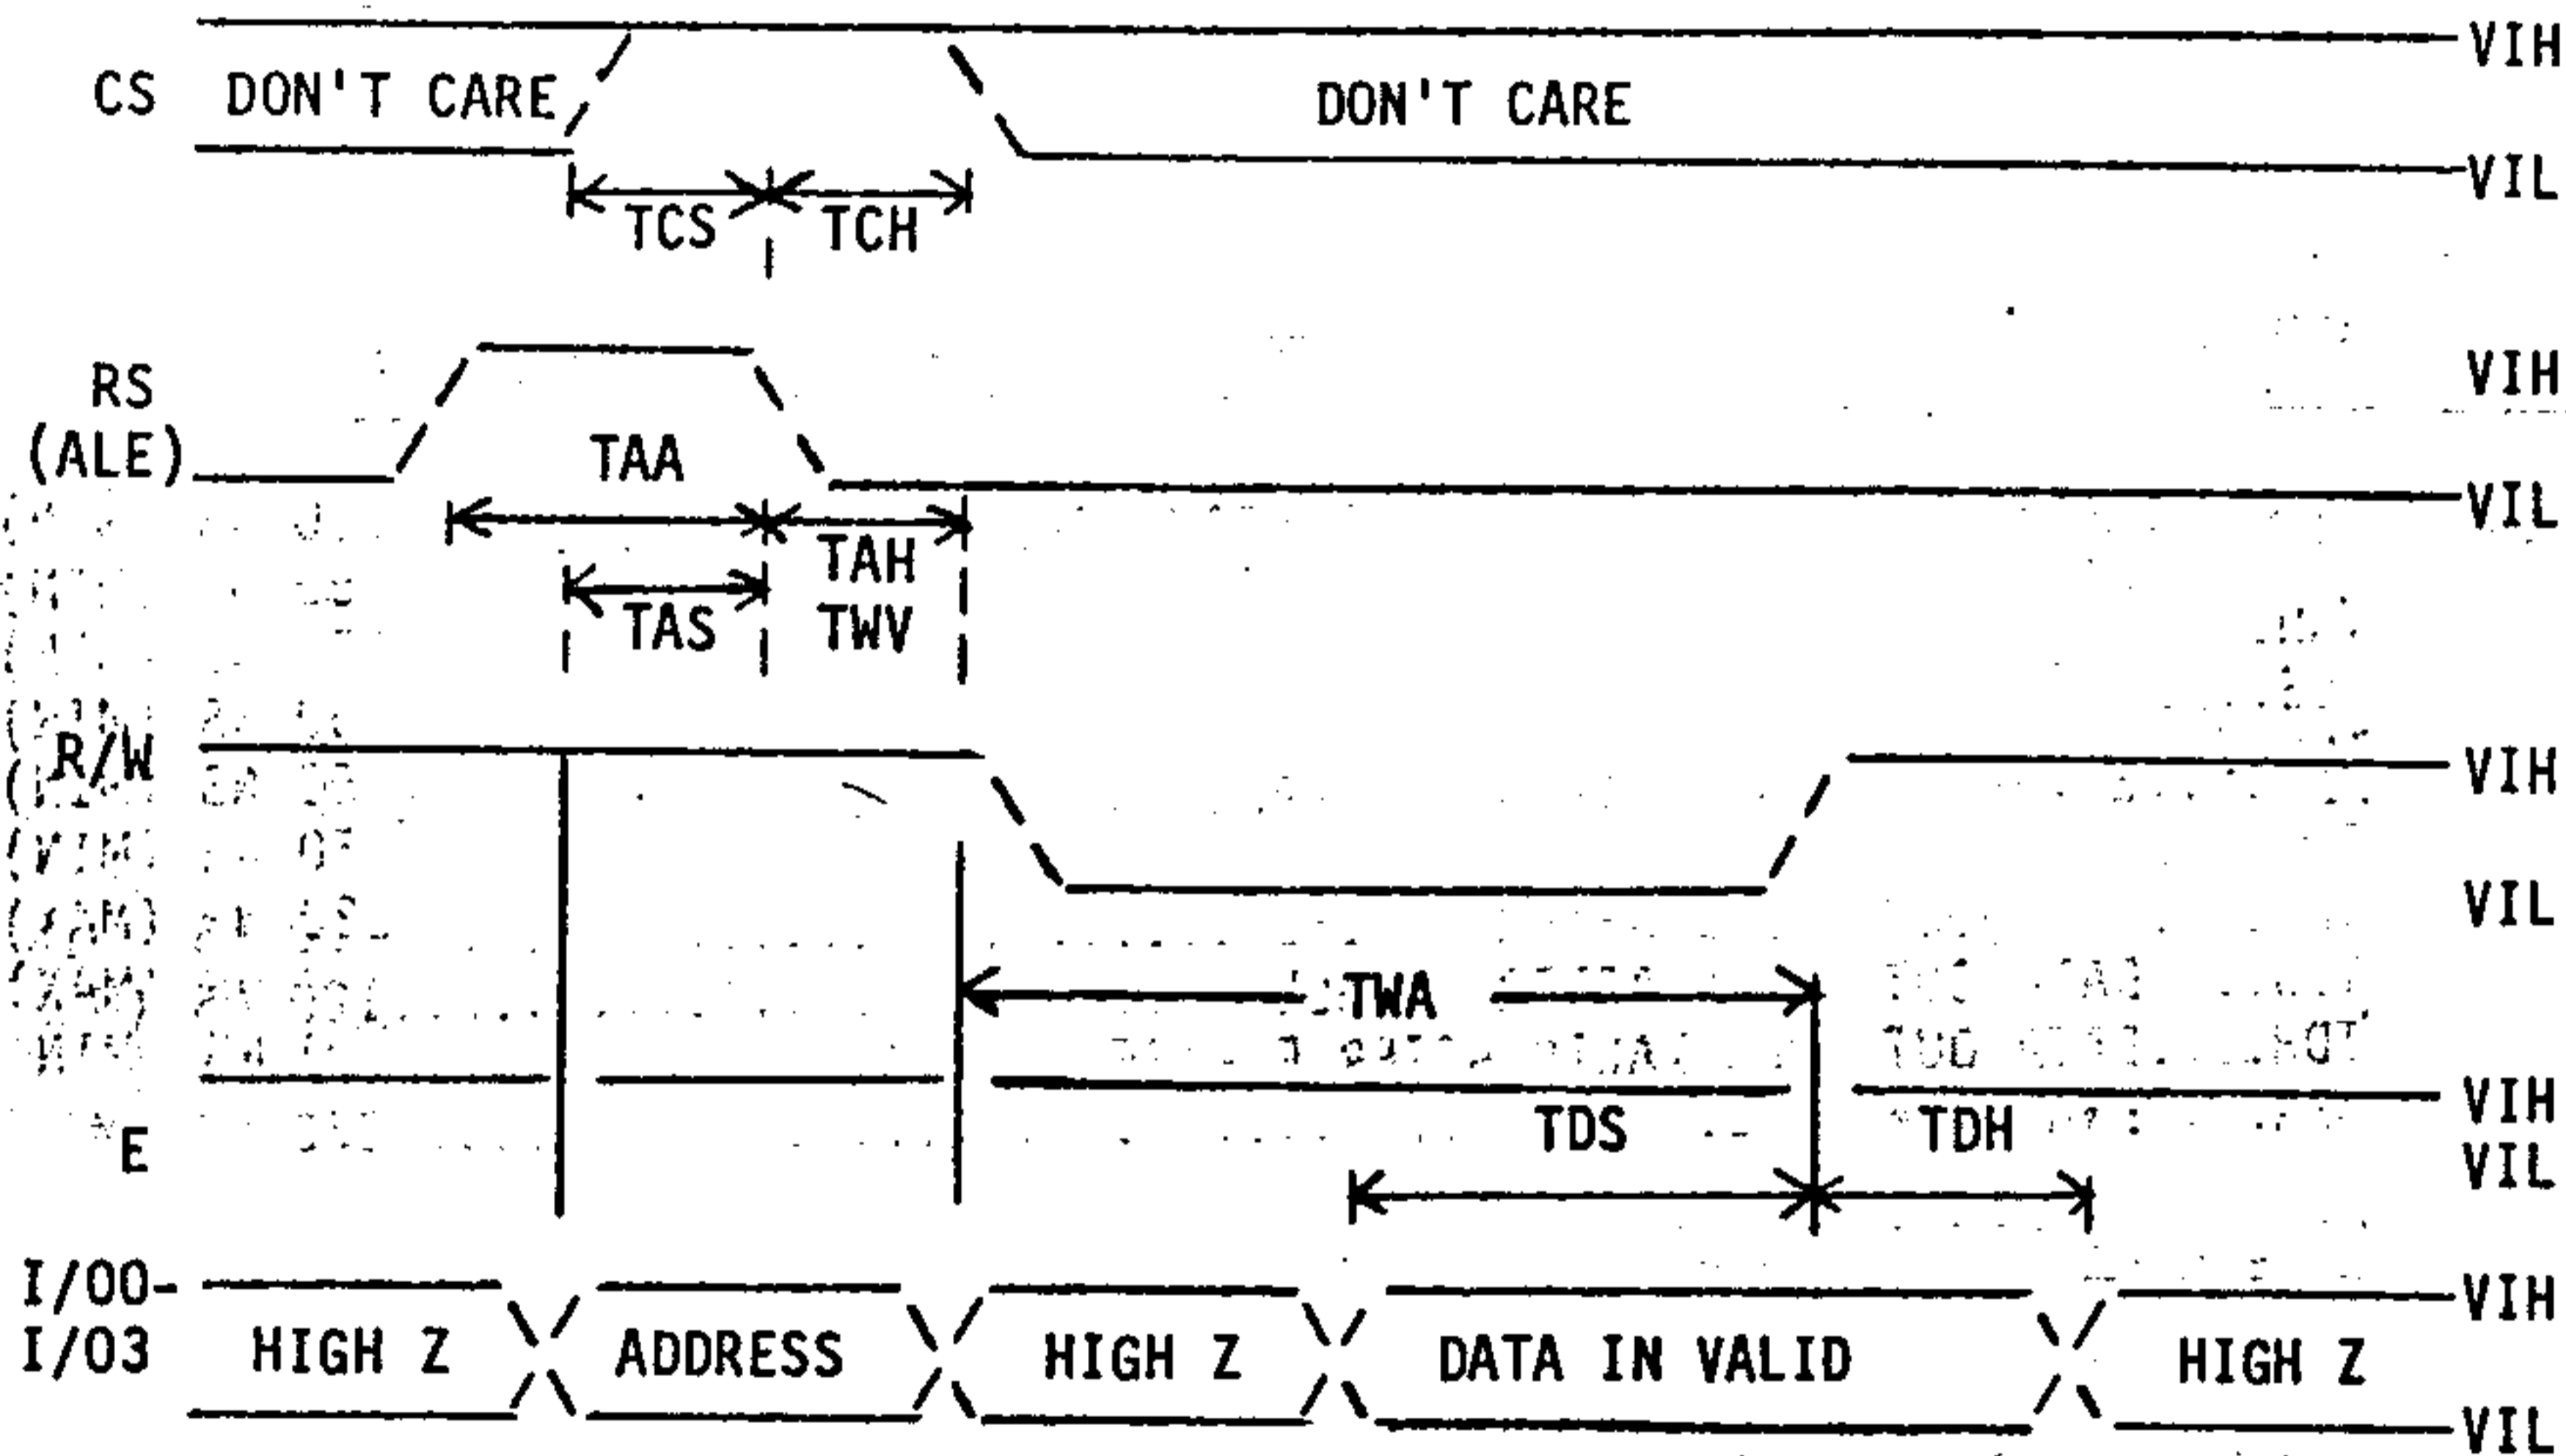 VIH
CS DON'T CARE DON'T CARE
VIL
TCS TCH
RS VIH
(ALE) TAA
VIL
TAH
TAS TWV
R/W VIH
VIL
TWA
VIH
TDS TDH
E VIL
I/O0- VIH
I/O3 HIGH Z ADDRESS HIGH Z DATA IN VALID HIGH Z
VIL